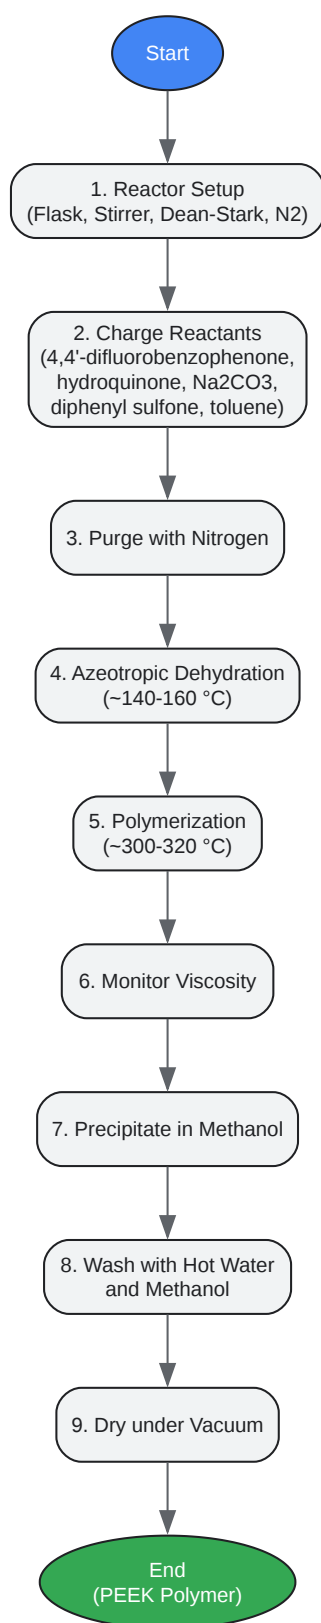 Start
1. Reactor Setup
(Flask, Stirrer, Dean-Stark, N2)
2. Charge Reactants
(4,4'-difluorobenzophenone,
hydroquinone, Na2CO3,
diphenyl sulfone, toluene)
3. Purge with Nitrogen
4. Azeotropic Dehydration
(~140-160 °C)
5. Polymerization
(~300-320 °C)
6. Monitor Viscosity
7. Precipitate in Methanol
8. Wash with Hot Water
and Methanol
9. Dry under Vacuum
End
(PEEK Polymer)